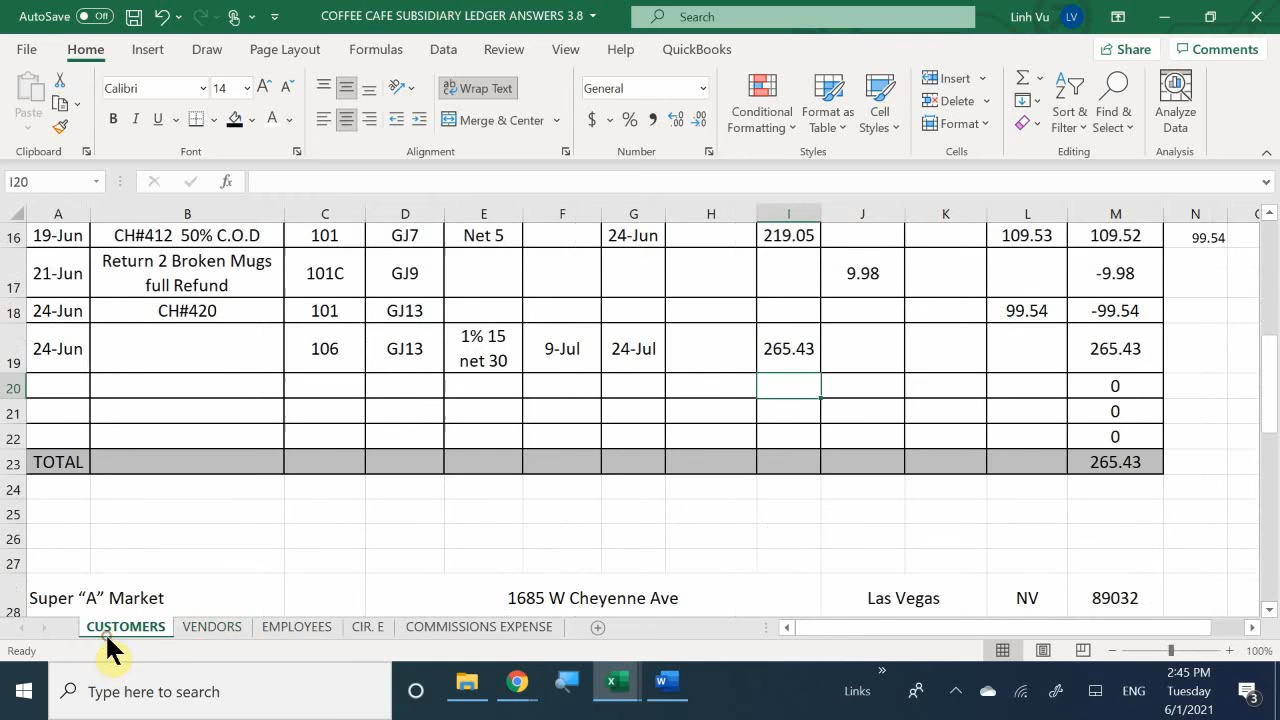 AutoSave Off COFFEE CAFE SUBSIDIARY LEDGER ANSWERS 3.8 Search Linh Vu LV
File Home Insert Draw Page Layout Formulas Data Review View Help QuickBooks Share Comments
Paste Calibri 14 A A ab Wrap Text General Conditional Formatting Format as Table Cell Styles Insert Delete Format Sort & Filter Find & Select Analyze Data
B I U A Merge & Center $ %
Clipboard Font Alignment Number Styles Cells Editing Analysis
I20 fx
A B C D E F G H I J K L M N
16 19-Jun CH#412 50% C.O.D 101 GJ7 Net 5 24-Jun 219.05 109.53 109.52 99.54
17 21-Jun Return 2 Broken Mugs full Refund 101C GJ9 9.98 -9.98
18 24-Jun CH#420 101 GJ13 99.54 -99.54
19 24-Jun 106 GJ13 1% 15 net 30 9-Jul 24-Jul 265.43 265.43
20 0
21 0
22 0
23 TOTAL 265.43
24
25
26
27
28 Super “A” Market 1685 W Cheyenne Ave Las Vegas NV 89032
CUSTOMERS VENDORS EMPLOYEES CIR. E COMMISSIONS EXPENSE
Ready 100%
Type here to search Links ENG 2:45 PM
Tuesday
6/1/2021
3